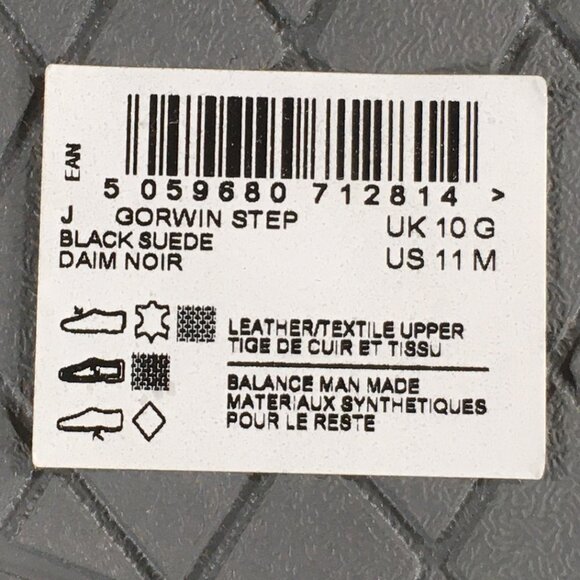 EAN
5 059680 712814 >
J GORWIN STEP UK 10 G
BLACK SUEDE
DAIM NOIR US 11 M
LEATHER/TEXTILE UPPER
TIGE DE CUIR ET TISSU
BALANCE MAN MADE
MATERIAUX SYNTHETIQUES
POUR LE RESTE